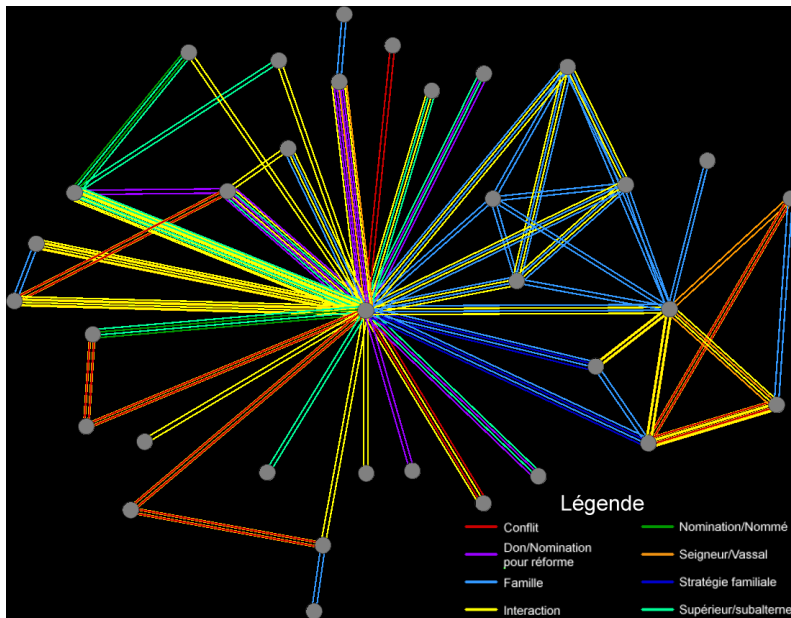 Légende
Conflit
Don/Nomination
pour réforme
Famille
Interaction
Nomination/Nommé
Seigneur/Vassal
Stratégie familiale
Supérieur/subalterne